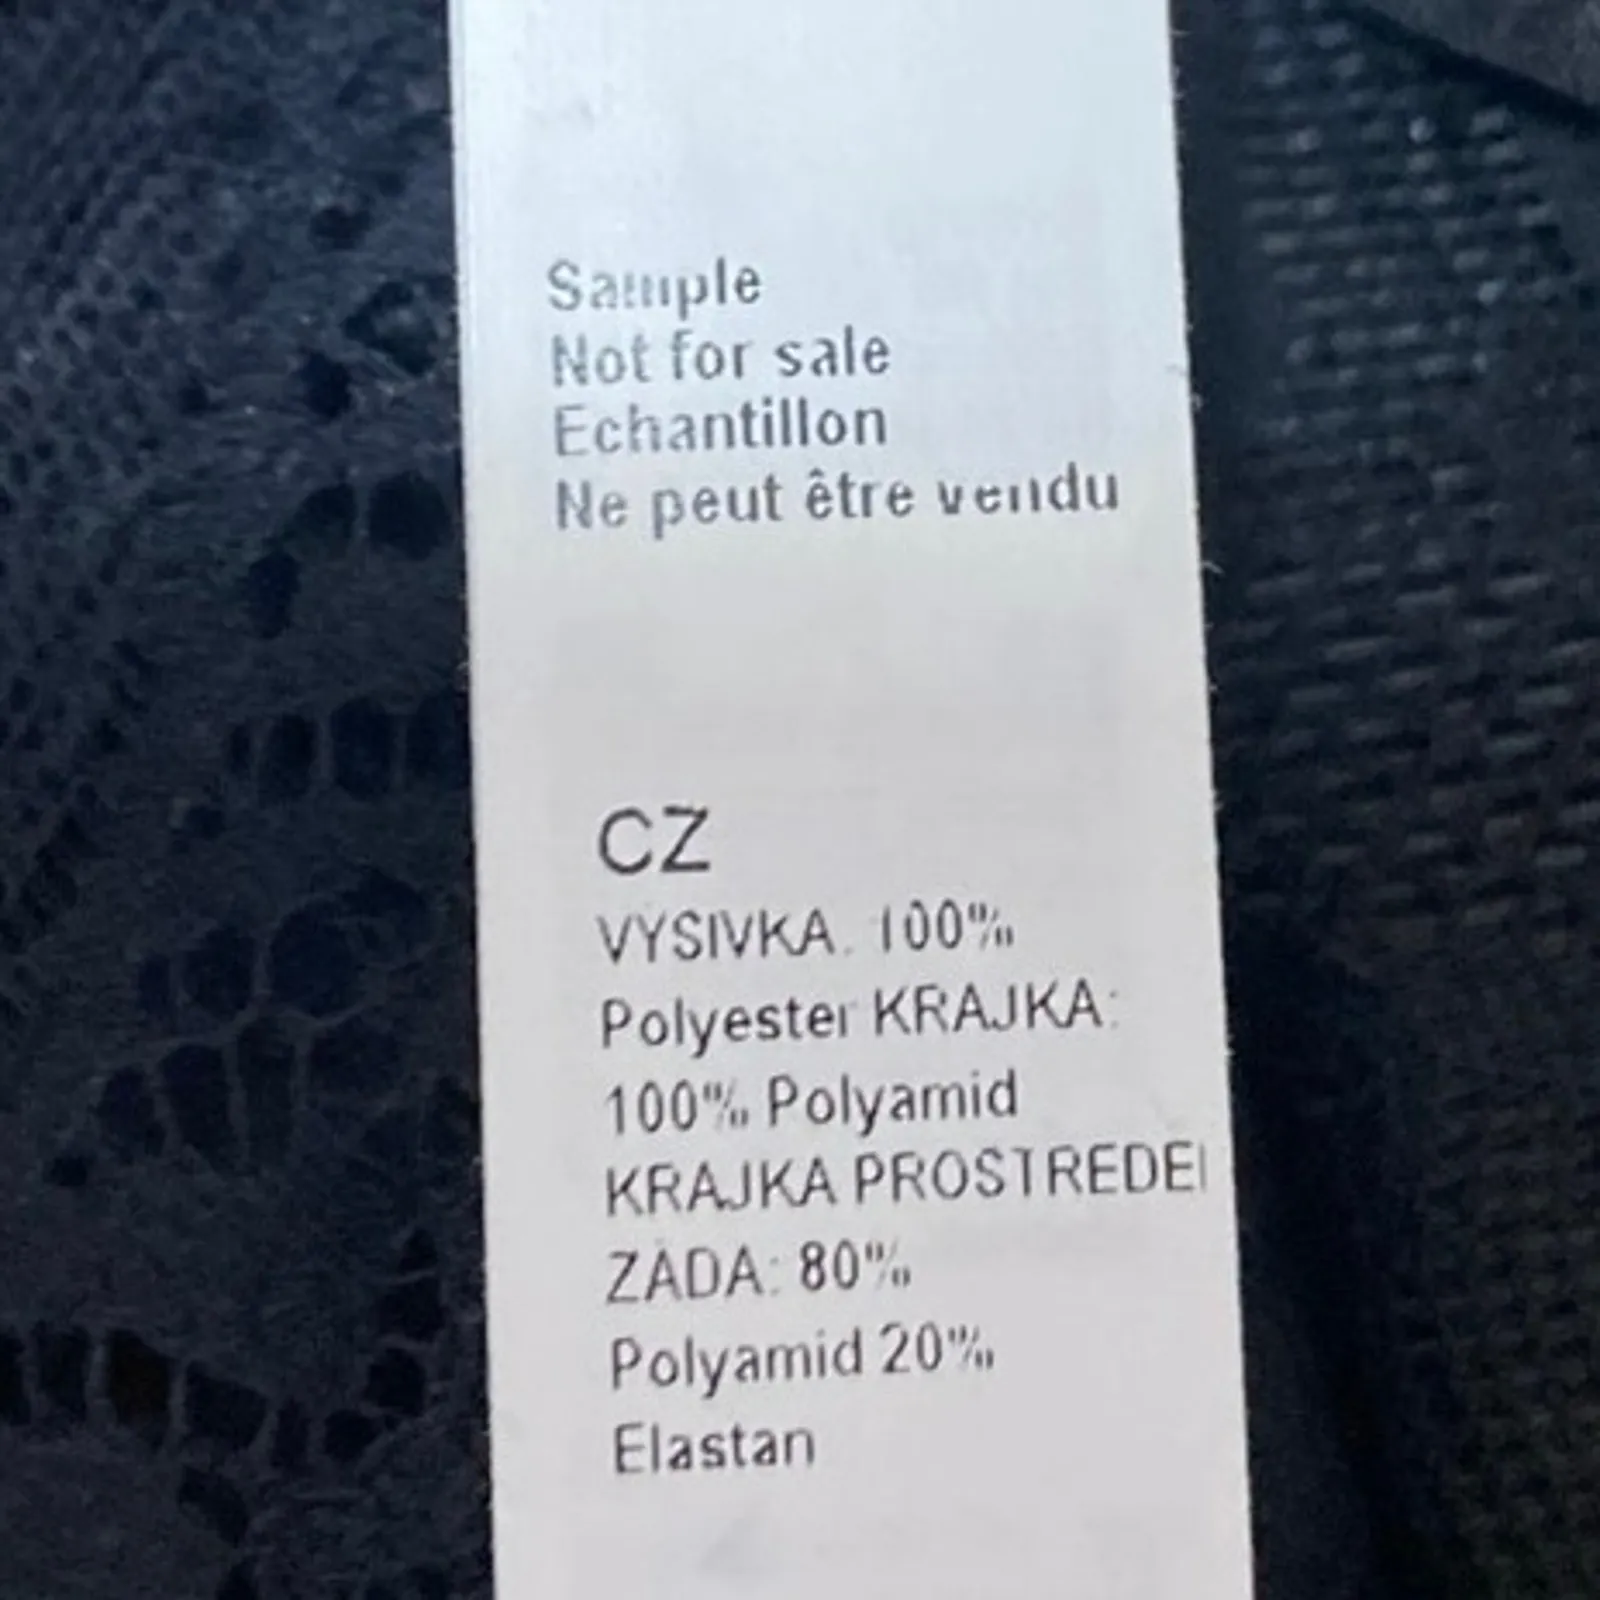 Sample
Not for sale
Echantillon
Ne peut être vendu
CZ
VYSIVKA. 100%
Polyester KRAJKA:
100% Polyamid
KRAJKA PROSTREDEI
ZÁDA: 80%
Polyamid 20%
Elastan